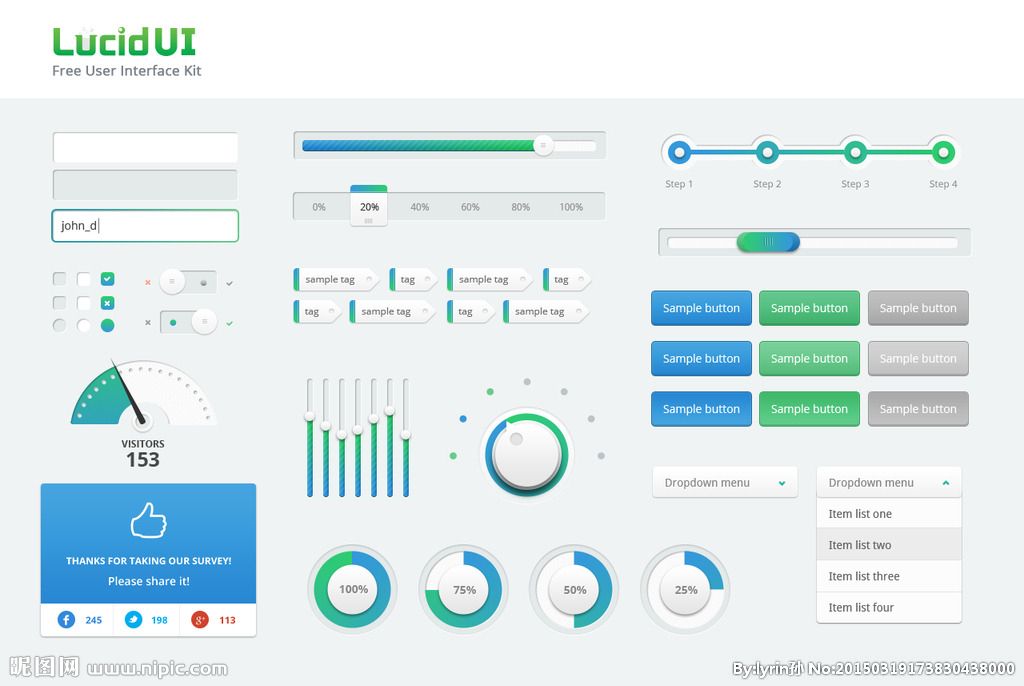 LucidUI
Free User Interface Kit
john_d
VISITORS
153
THANKS FOR TAKING OUR SURVEY!
Please share it!
245 198 113
0% 20% 40% 60% 80% 100%
sample tag tag sample tag tag
tag sample tag tag sample tag
100% 75% 50% 25%
Step 1 Step 2 Step 3 Step 4
Sample button Sample button Sample button
Sample button Sample button Sample button
Sample button Sample button Sample button
Dropdown menu Dropdown menu
Item list one
Item list two
Item list three
Item list four
昵图网 www.nipic.com
By:lyrin孙 No:20150319173830438000